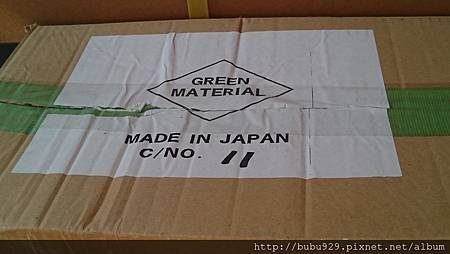 GREEN
MATERIAL
MADE IN JAPAN
C/NO. 11
http://bubu929.pixnet.net/album